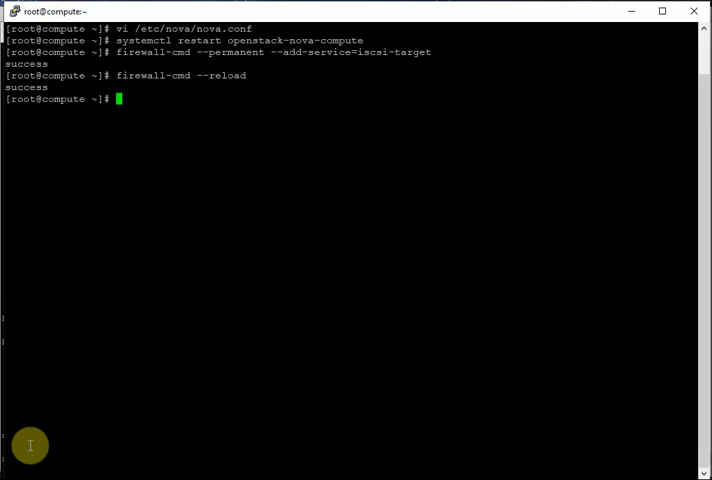 root@compute:~
[root@compute ~]# vi /etc/nova/nova.conf
[root@compute ~]# systemctl restart openstack-nova-compute
[root@compute ~]# firewall-cmd --permanent --add-service=iscsi-target
success
[root@compute ~]# firewall-cmd --reload
success
[root@compute ~]#